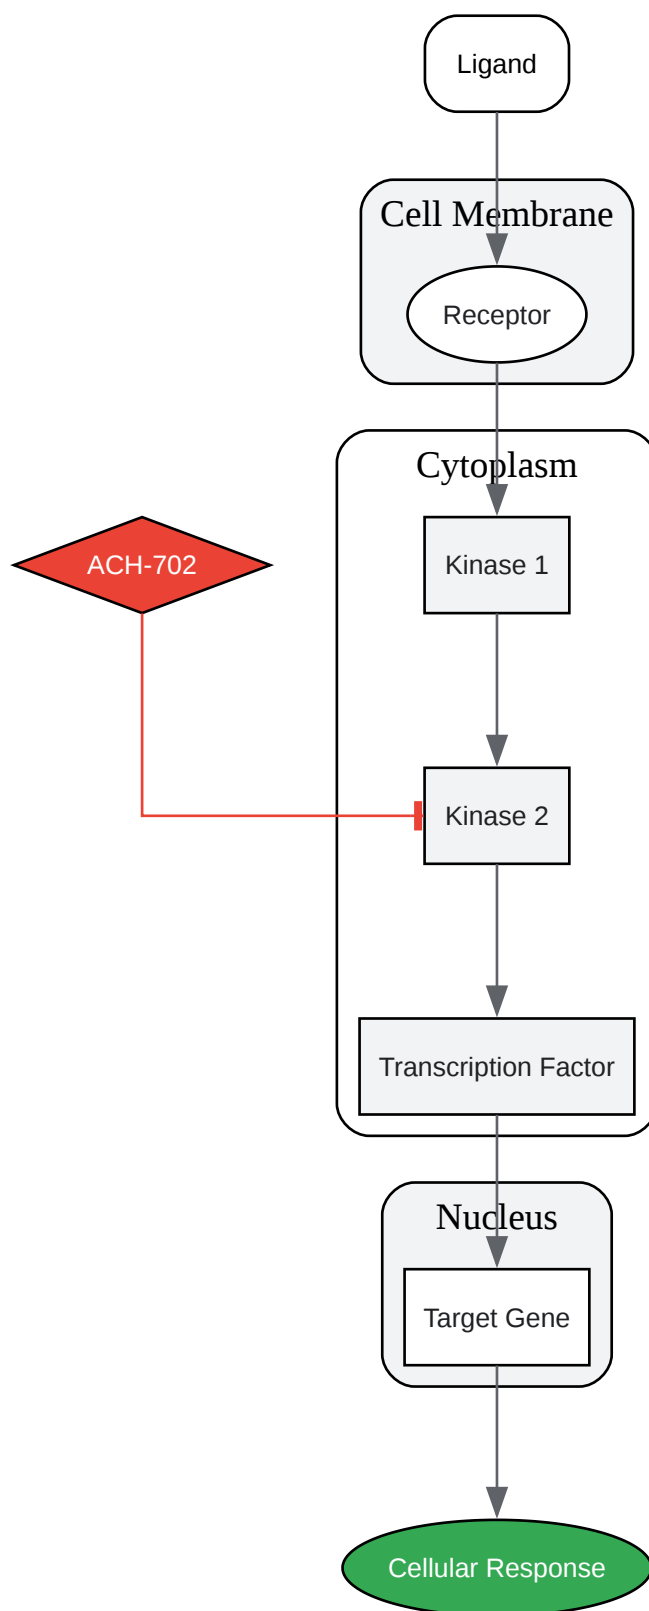 Ligand
Cell Membrane
Receptor
Cytoplasm
ACH-702
Kinase 1
Kinase 2
Transcription Factor
Nucleus
Target Gene
Cellular Response